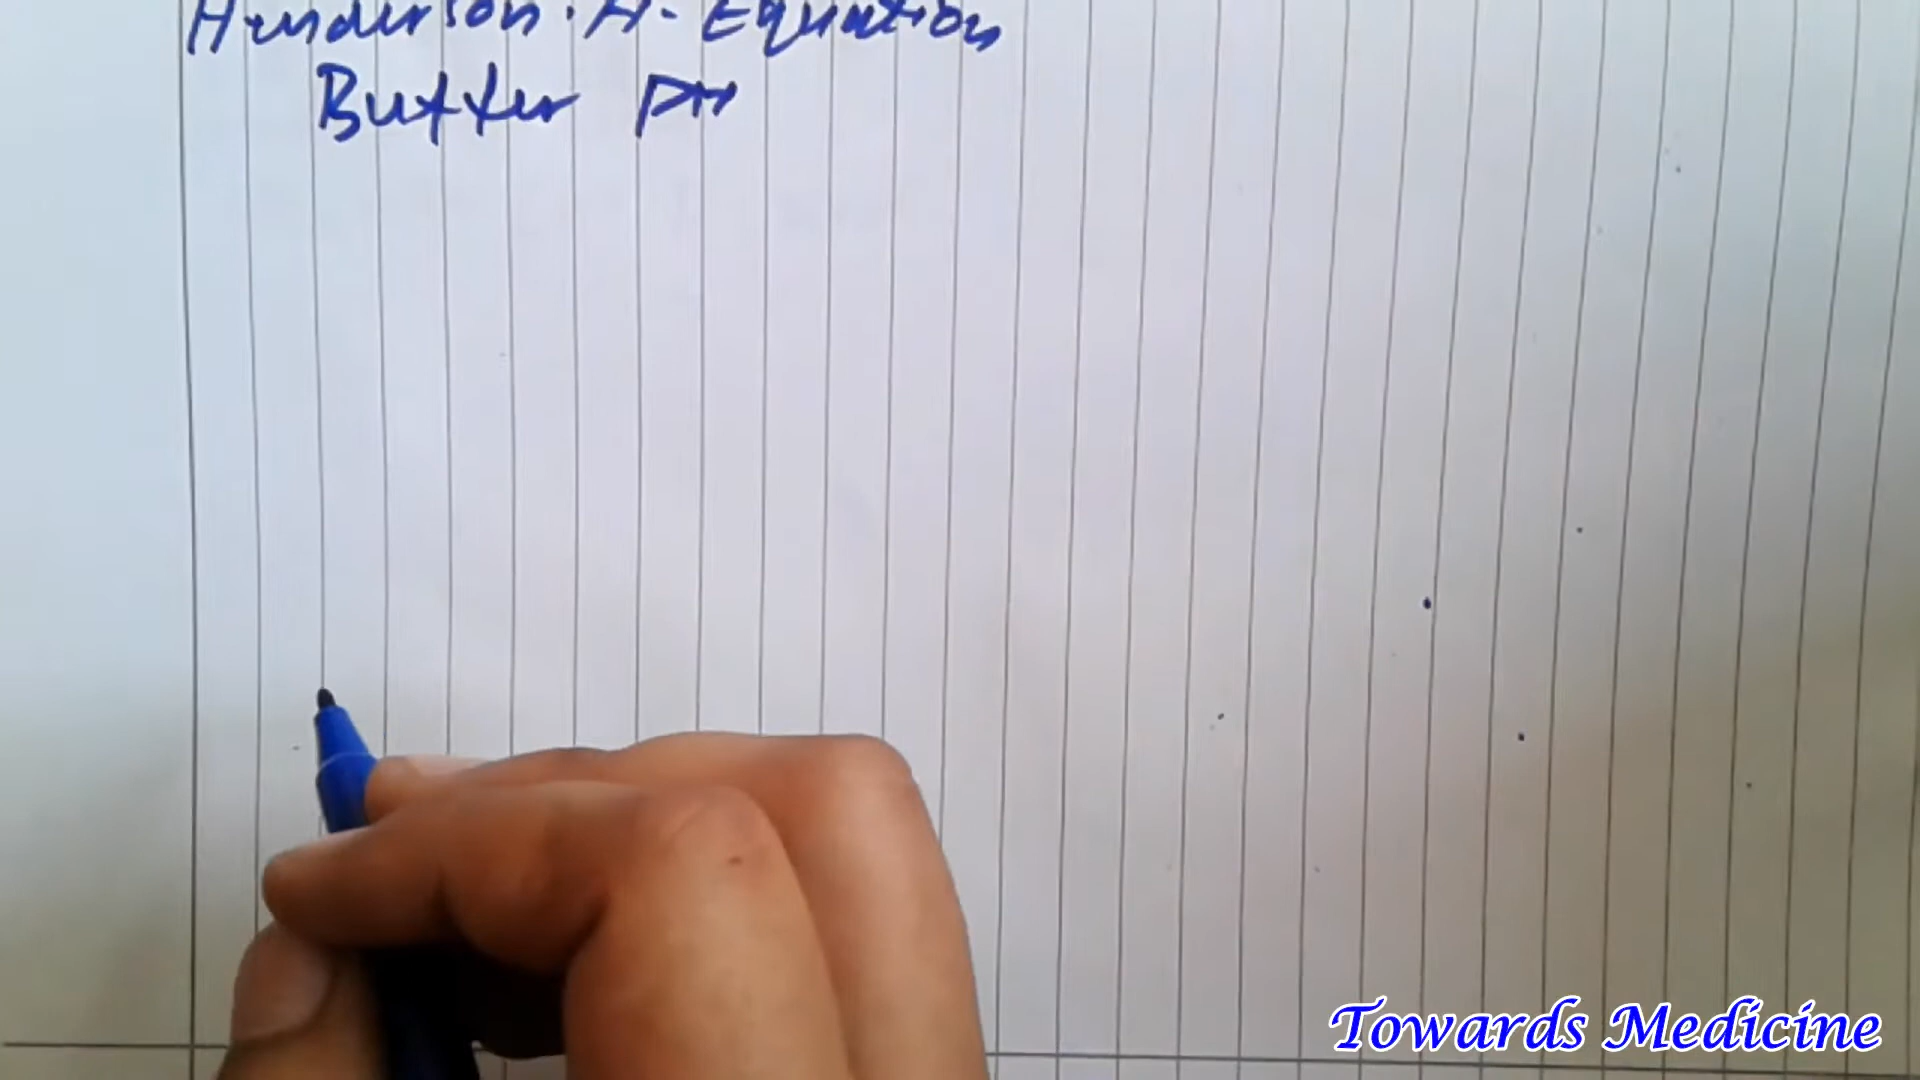 Henderson. H. Equation
Buffer PH
Towards Medicine